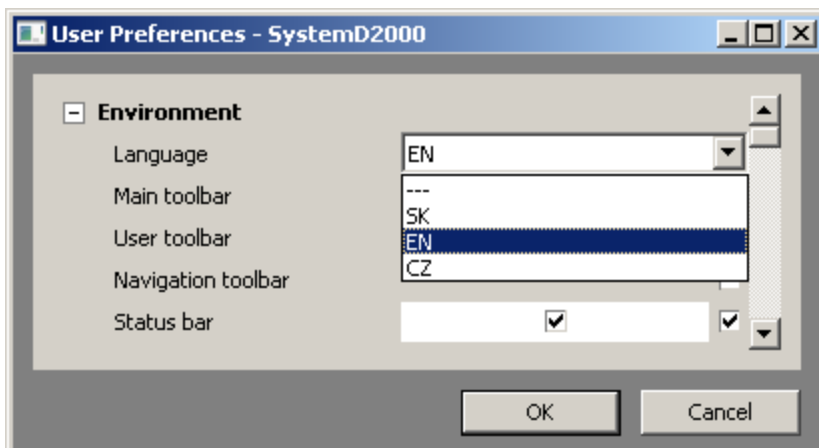 User Preferences - SystemD2000
Environment
Language EN
---
Main toolbar SK
User toolbar EN
CZ
Navigation toolbar
Status bar
OK Cancel